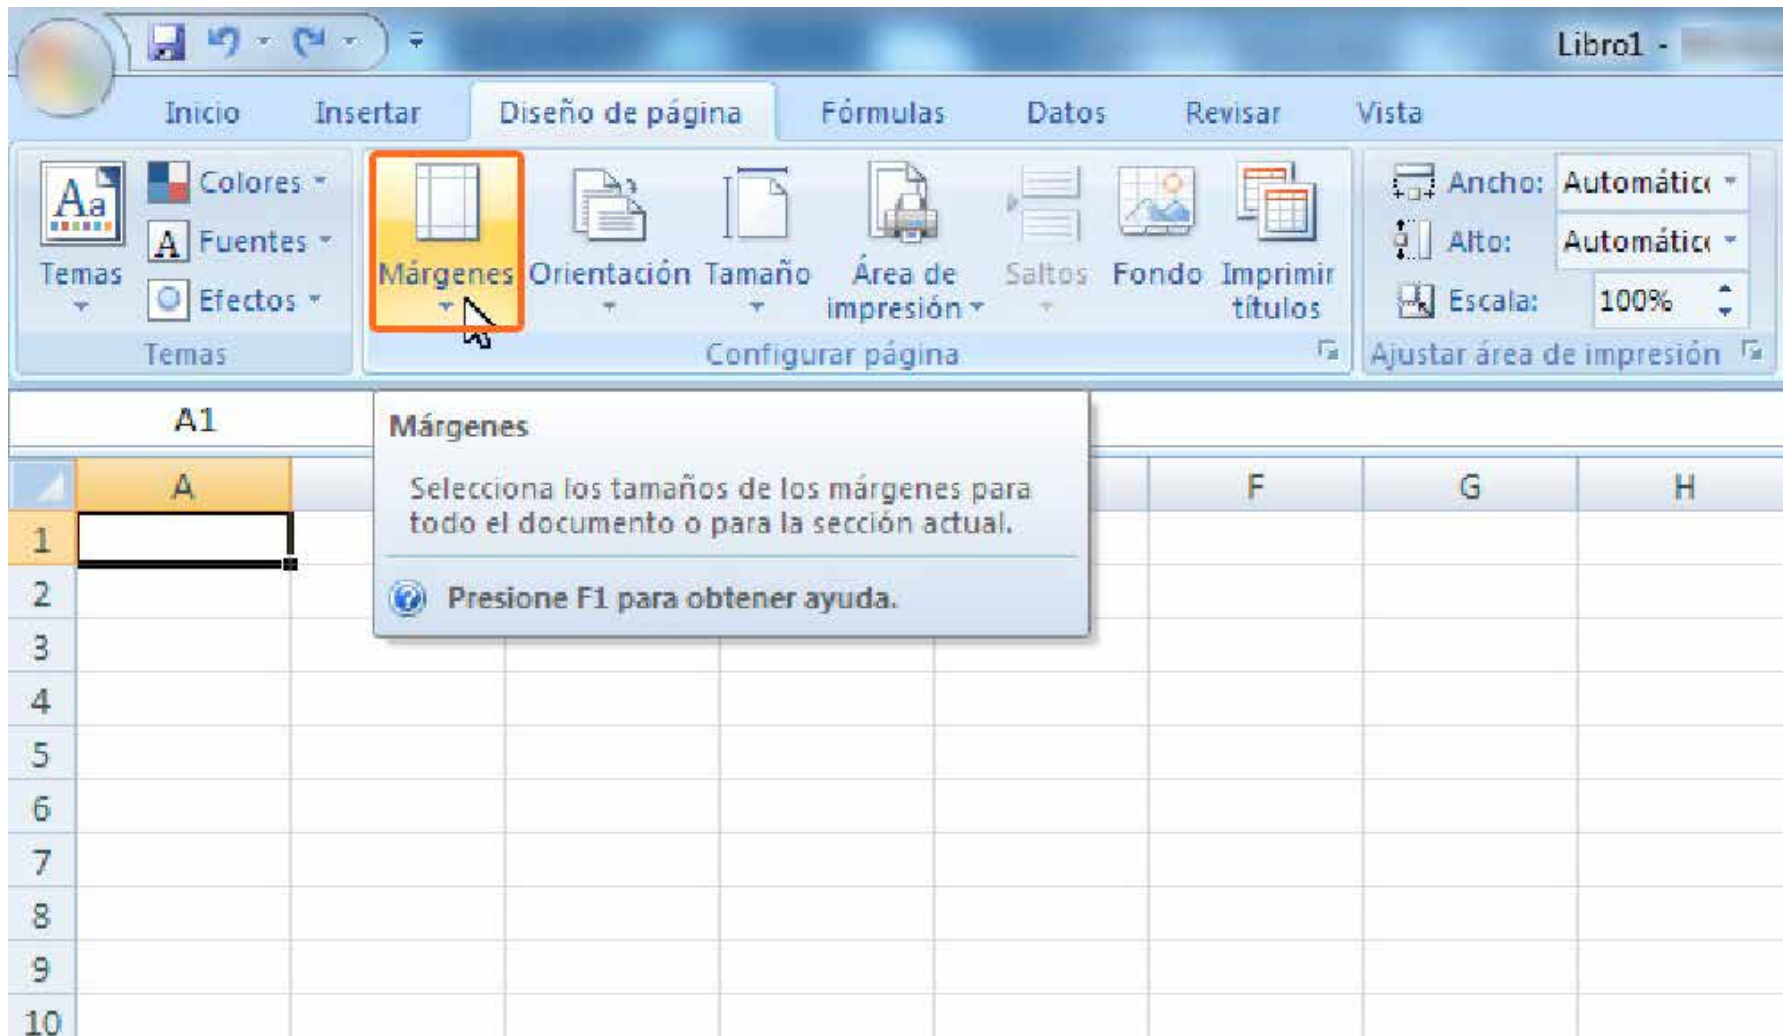 Libro1 -
Inicio Insertar Diseño de página Fórmulas Datos Revisar Vista
Aa Colores
A Fuentes
Efectos
Temas
Temas
Márgenes Orientación Tamaño Área de impresión Saltos Fondo Imprimir títulos
Configurar página
Ancho: Automático
Alto: Automático
Escala: 100%
Ajustar área de impresión
A1
Márgenes
Selecciona los tamaños de los márgenes para
todo el documento o para la sección actual.
Presione F1 para obtener ayuda.
A F G H
1
2
3
4
5
6
7
8
9
10